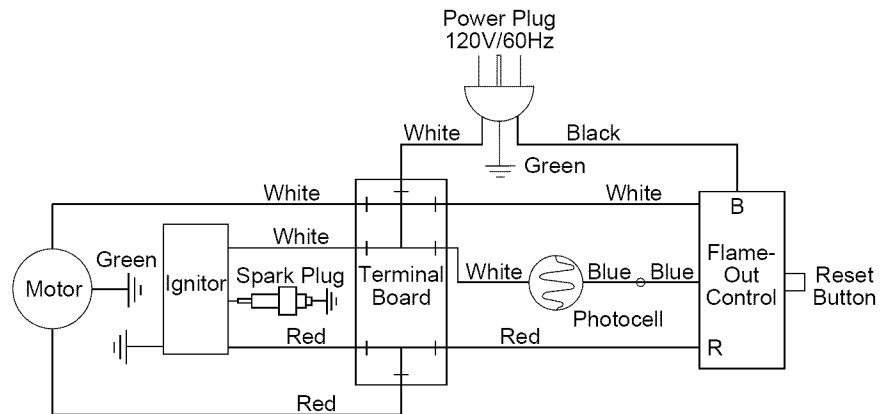 Power Plug
120V/60Hz
White
Black
Green
White
White
B
White
Green
Ignitor
Spark Plug
Motor
Terminal
Board
White
Blue
Blue
Flame-
Out
Control
Reset
Button
Photocell
Red
Red
R
Red